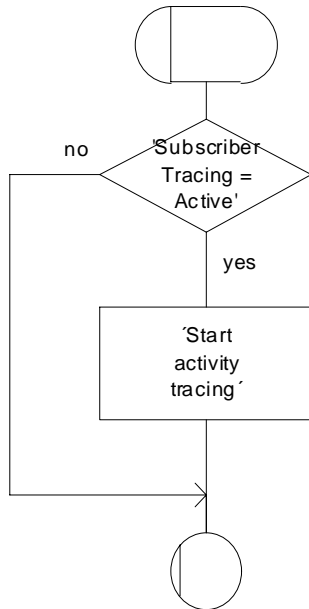 'Subscriber
no
Tracing =
Active'
yes
´Start
activity
tracing´